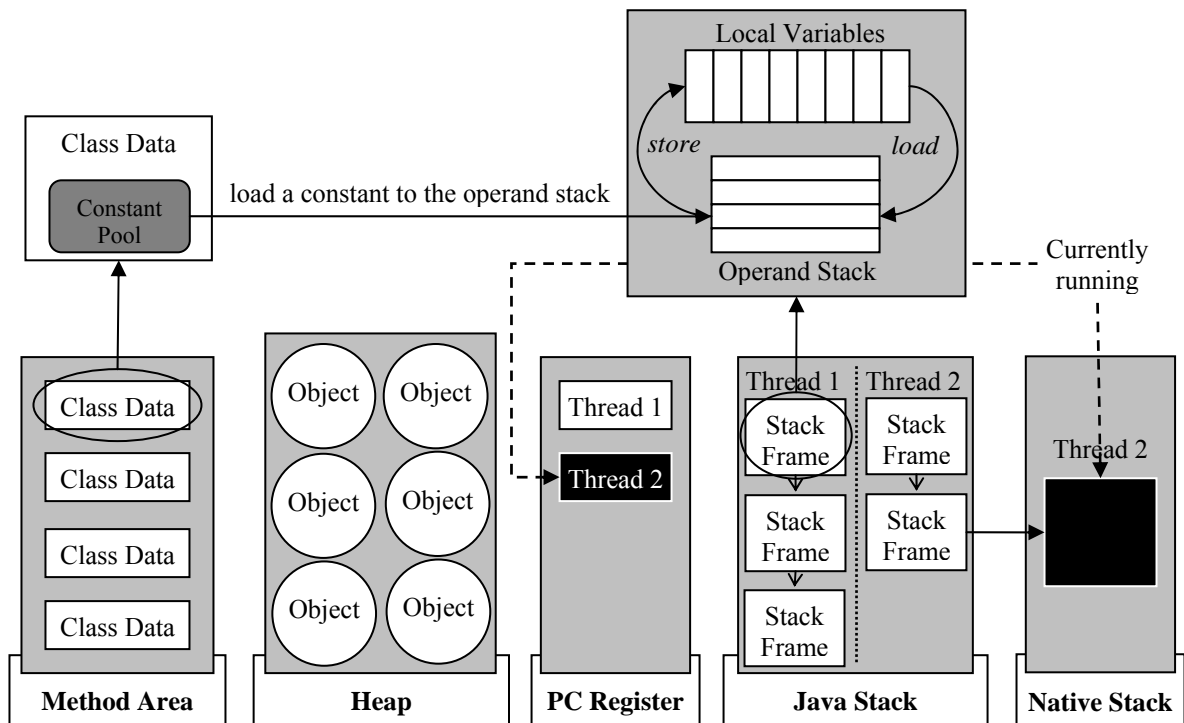 Local Variables
store
load
Operand Stack
Class Data
Constant
Pool
load a constant to the operand stack
Currently
running
Class Data
Class Data
Class Data
Class Data
Method Area
Object
Object
Object
Object
Object
Object
Heap
Thread 1
Thread 2
PC Register
Thread 1
Thread 2
Stack
Frame
Stack
Frame
Stack
Frame
Stack
Frame
Stack
Frame
Java Stack
Thread 2
Native Stack